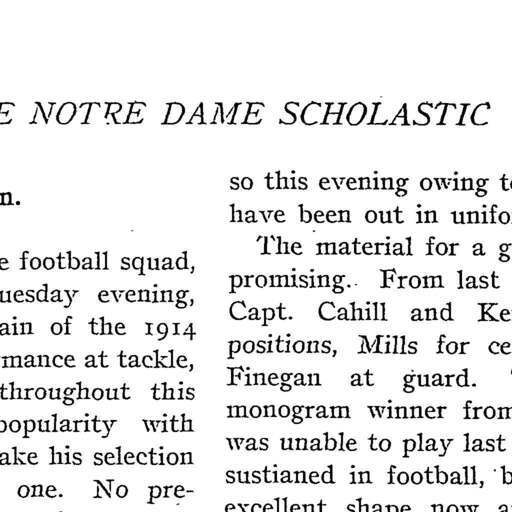 NOTRE DAME SCHOLASTIC
n.
football squad,
uesday evening,
ain of the 1914
rmance at tackle,
throughout this
popularity with
ake his selection
one. No pre-
so this evening owing
have been out in unifo
The material for a g
promising. From last
Capt. Cahill and Ke
positions, Mills for ce
Finegan at guard.
monogram winner from
was unable to play last
sustianed in football, b
excellent shape now